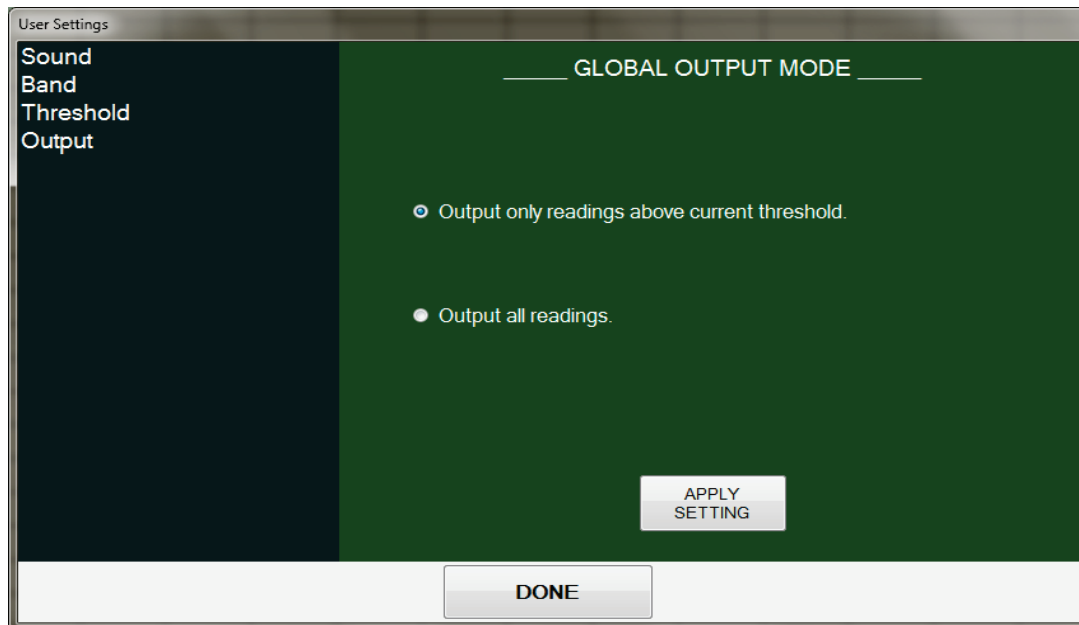 User Settings
Sound
Band
Threshold
Output
_____ GLOBAL OUTPUT MODE _____
Output only readings above current threshold.
Output all readings.
APPLY
SETTING
DONE